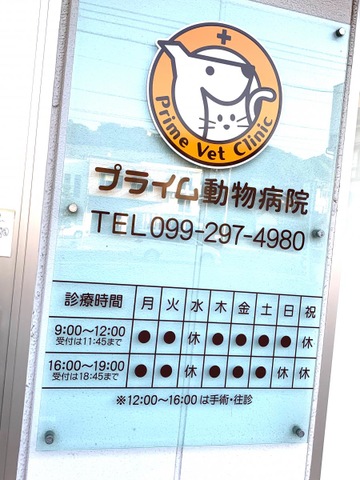 Prime Vet Clinic
プライム動物病院
TEL099-297-4980
診療時間 月 火 水 木 金 土 日 祝
9:00〜12:00 ● ● 休 ● ● ● ● 休
受付は11:45まで
16:00〜19:00 ● ● 休 ● ● ● 休 休
受付は18:45まで
※12:00〜16:00は手術・往診